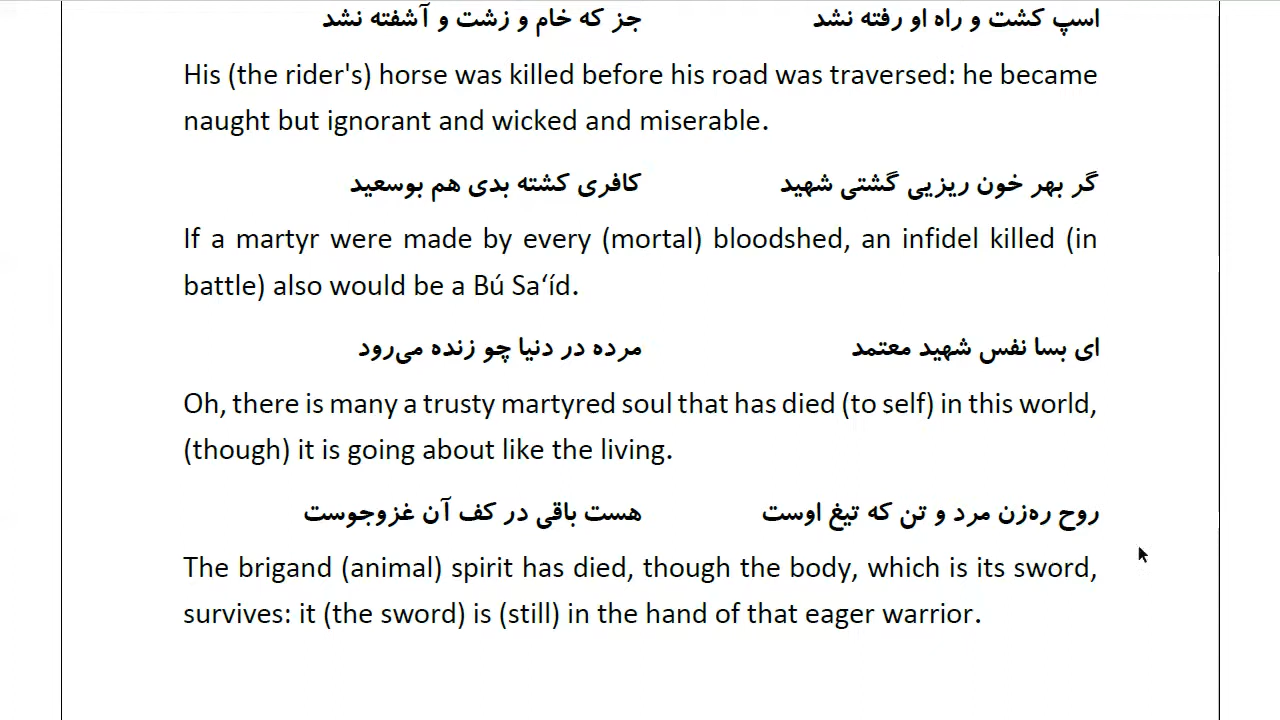 اسپ کشت و راه او رفته نشد جز که خام و زشت و آشفته نشد
His (the rider's) horse was killed before his road was traversed: he became
naught but ignorant and wicked and miserable.
گر بهر خون ریزیی گشتی شهید کافری کشته بدی هم بوسعید
If a martyr were made by every (mortal) bloodshed, an infidel killed (in
battle) also would be a Bú Sa‘íd.
ای بسا نفس شهید معتمد مرده در دنیا چو زنده می‌رود
Oh, there is many a trusty martyred soul that has died (to self) in this world,
(though) it is going about like the living.
روح ره‌زن مرد و تن که تیغ اوست هست باقی در کف آن غزوجوست
The brigand (animal) spirit has died, though the body, which is its sword,
survives: it (the sword) is (still) in the hand of that eager warrior.